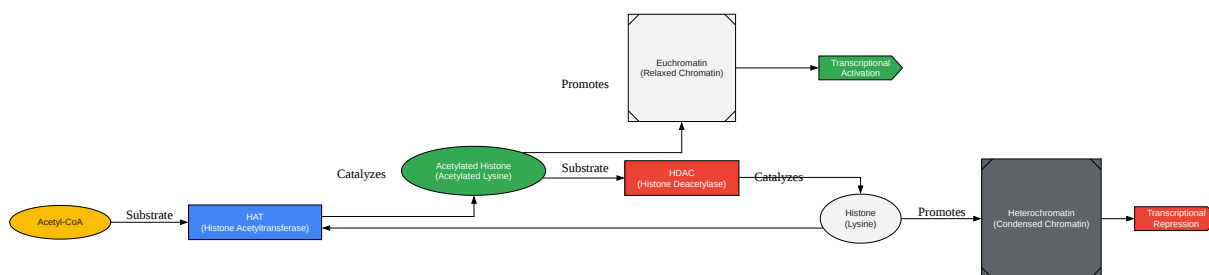 Euchromatin
(Relaxed Chromatin)
Transcriptional
Activation
Promotes
Acetylated Histone
(Acetylated Lysine)
Catalyzes
Substrate
HDAC
(Histone Deacetylase)
Catalyzes
Acetyl-CoA
Substrate
HAT
(Histone Acetyltransferase)
Histone
(Lysine)
Promotes
Heterochromatin
(Condensed Chromatin)
Transcriptional
Repression